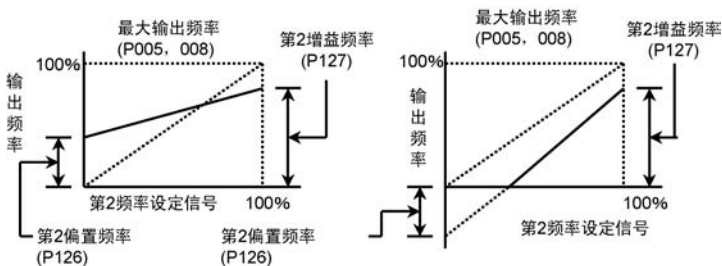 最大输出频率
(P005，008)
第2增益频率
(P127)
100%
输出频率
第2频率设定信号
100%
第2偏置频率
(P126)
最大输出频率
(P005，008)
第2增益频率
(P127)
100%
输出频率
100%
第2频率设定信号
第2偏置频率
(P126)